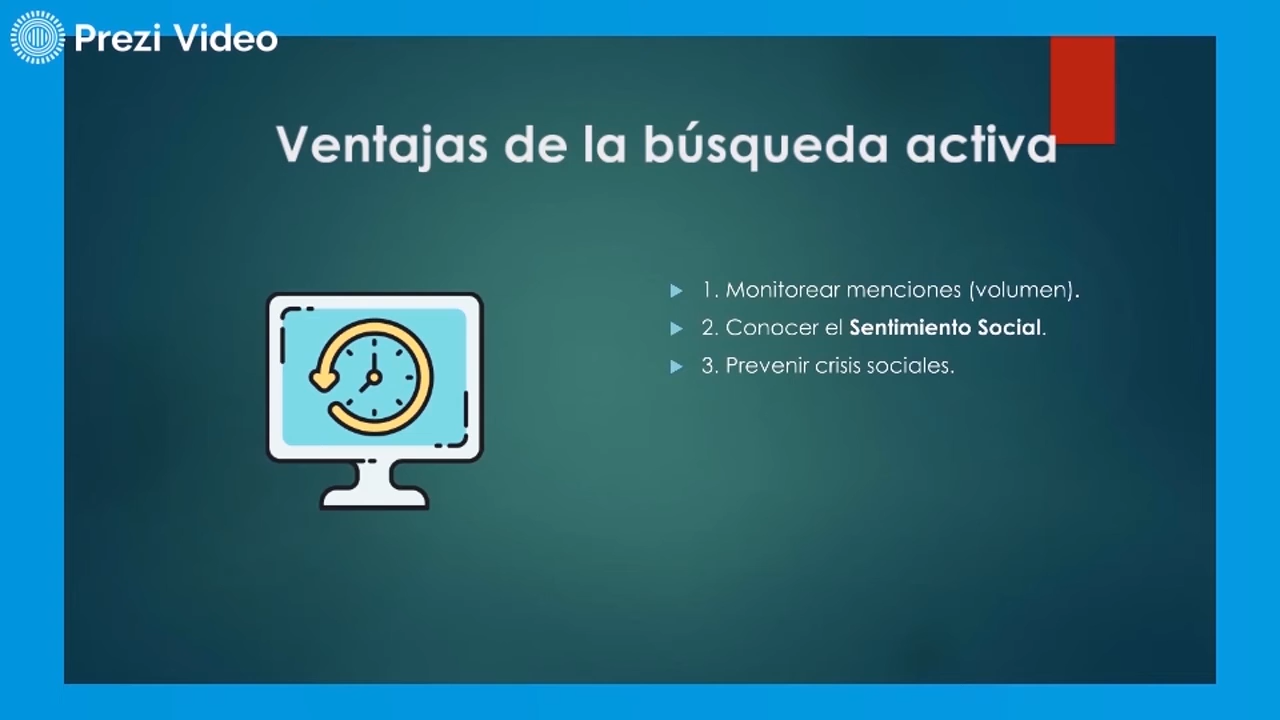 Prezi Video
Ventajas de la búsqueda activa
1. Monitorear menciones (volumen).
2. Conocer el Sentimiento Social.
3. Prevenir crisis sociales.